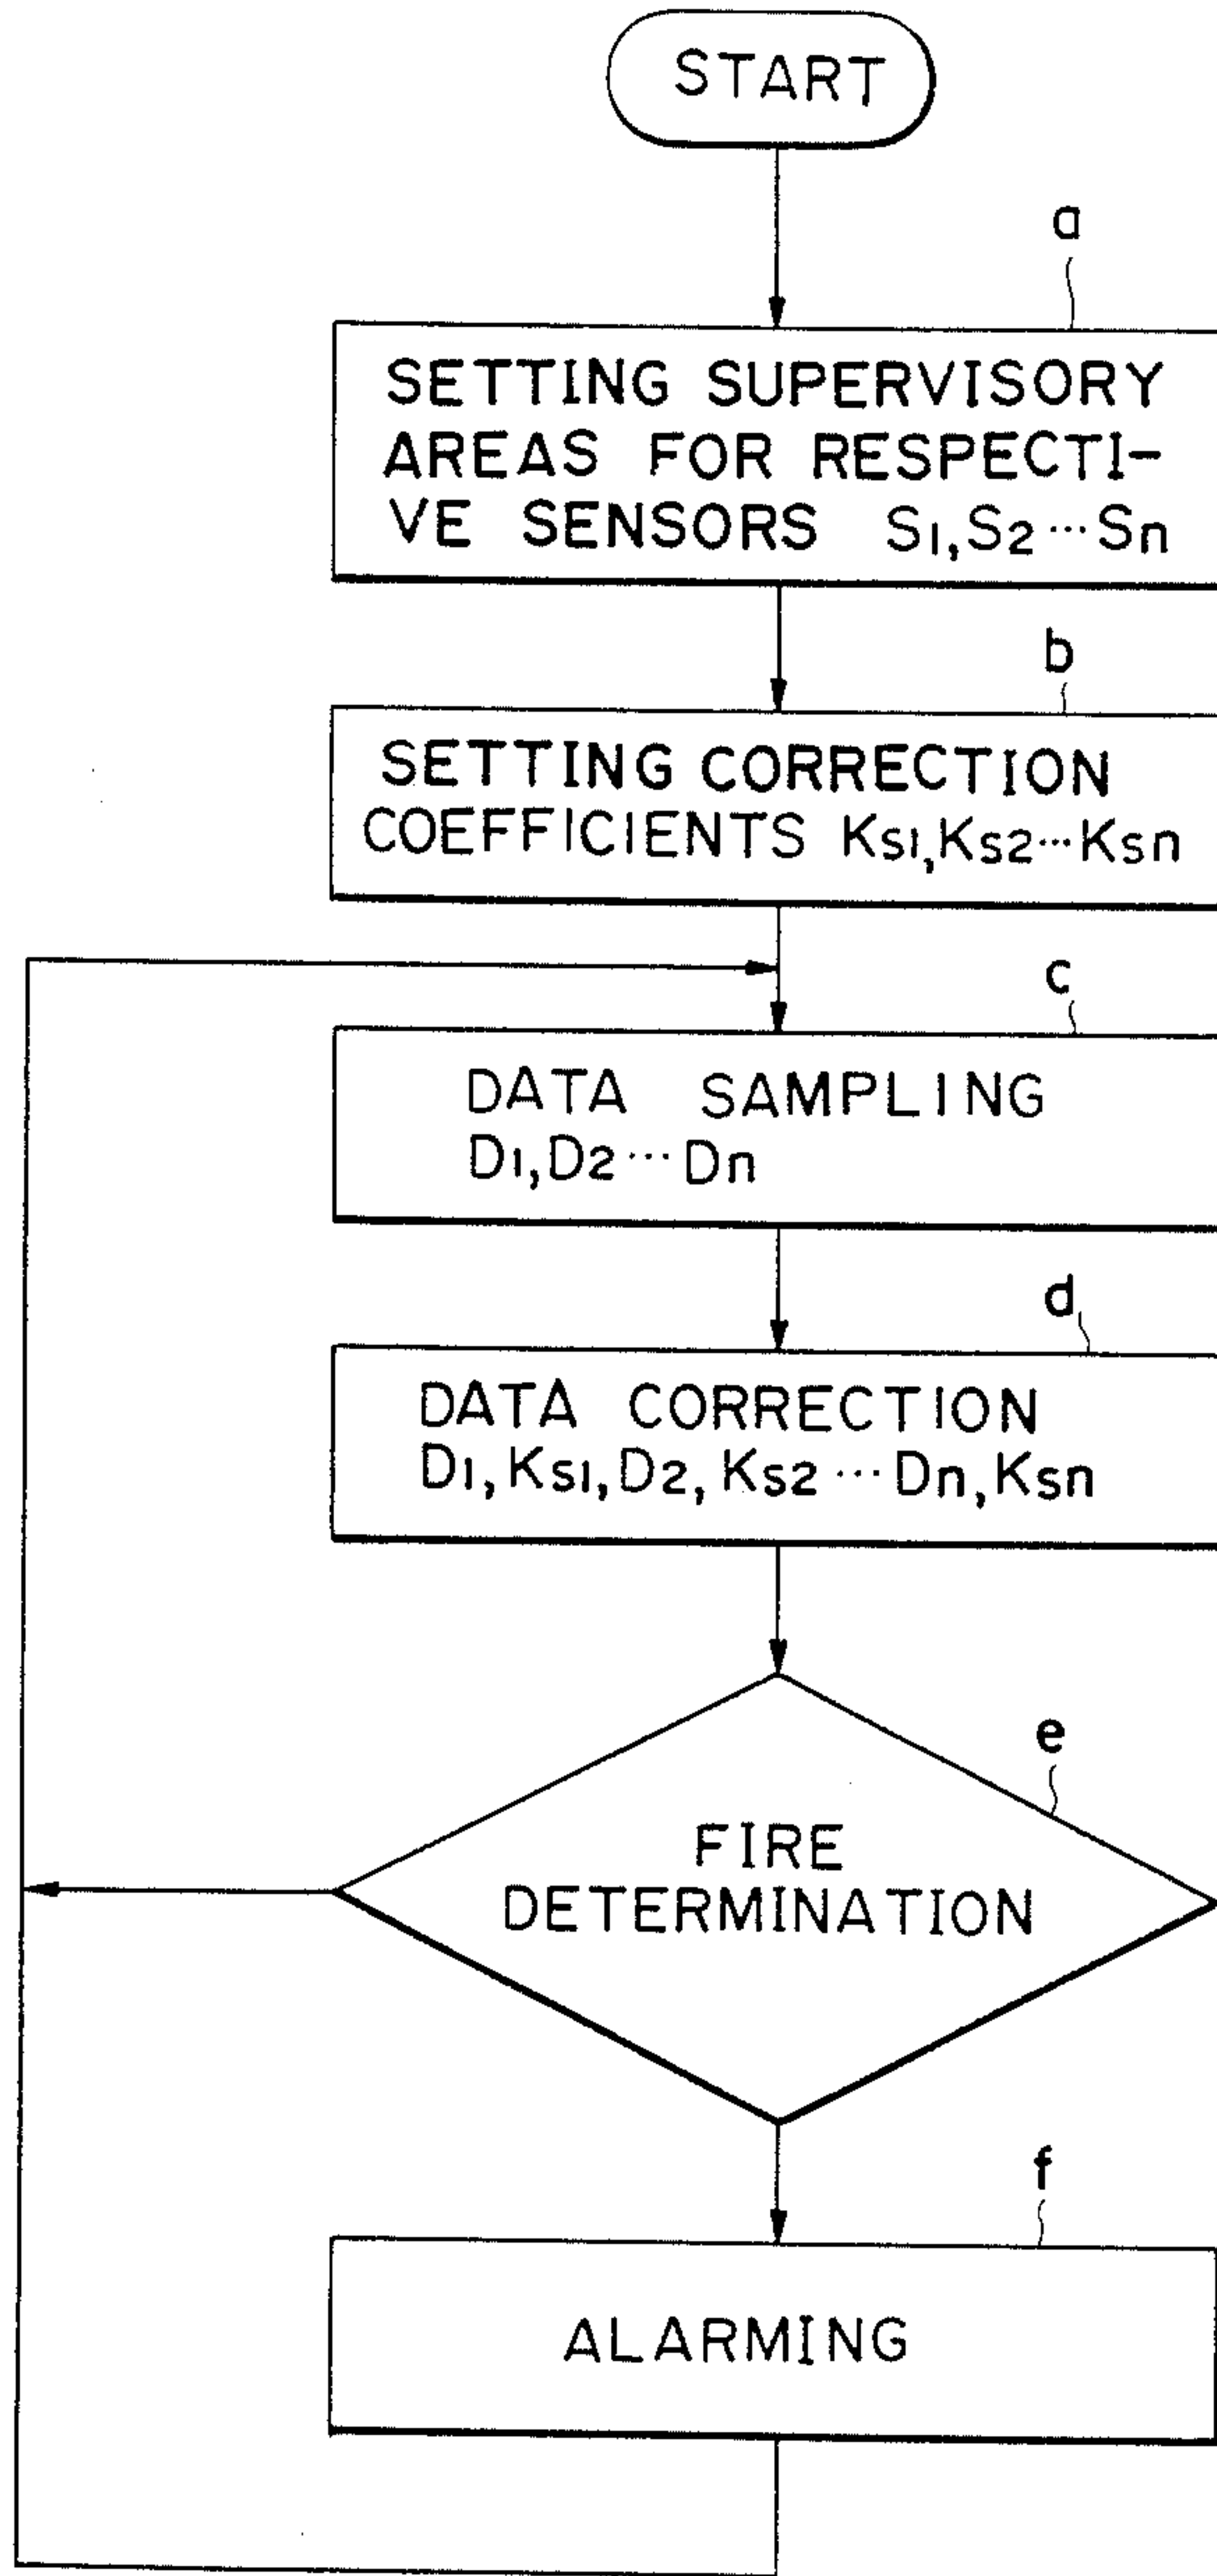 START
a
SETTING SUPERVISORY
AREAS FOR RESPECTI-
VE SENSORS S1,S2···Sn
b
SETTING CORRECTION
COEFFICIENTS Ks1,Ks2···Ksn
c
DATA SAMPLING
D1,D2···Dn
d
DATA CORRECTION
D1,Ks1,D2,Ks2···Dn,Ksn
e
FIRE
DETERMINATION
f
ALARMING